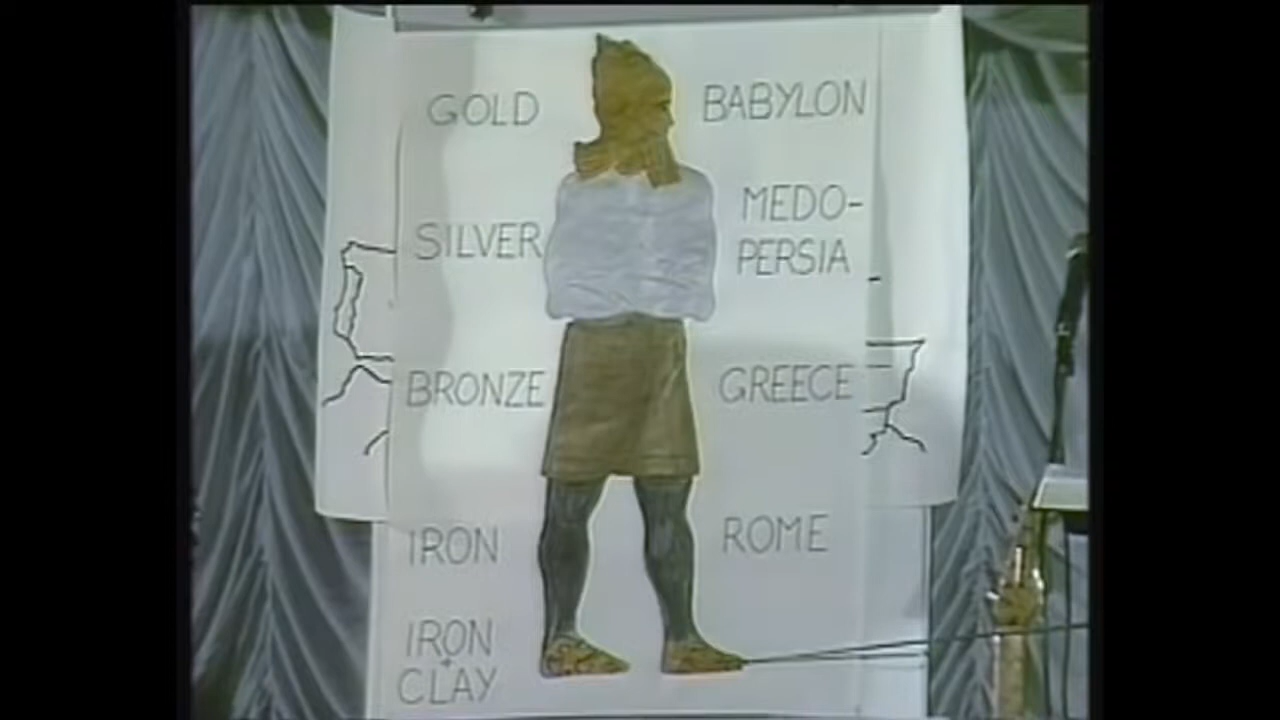 GOLD BABYLON
SILVER MEDO-
PERSIA
BRONZE GREECE
IRON ROME
IRON
+
CLAY